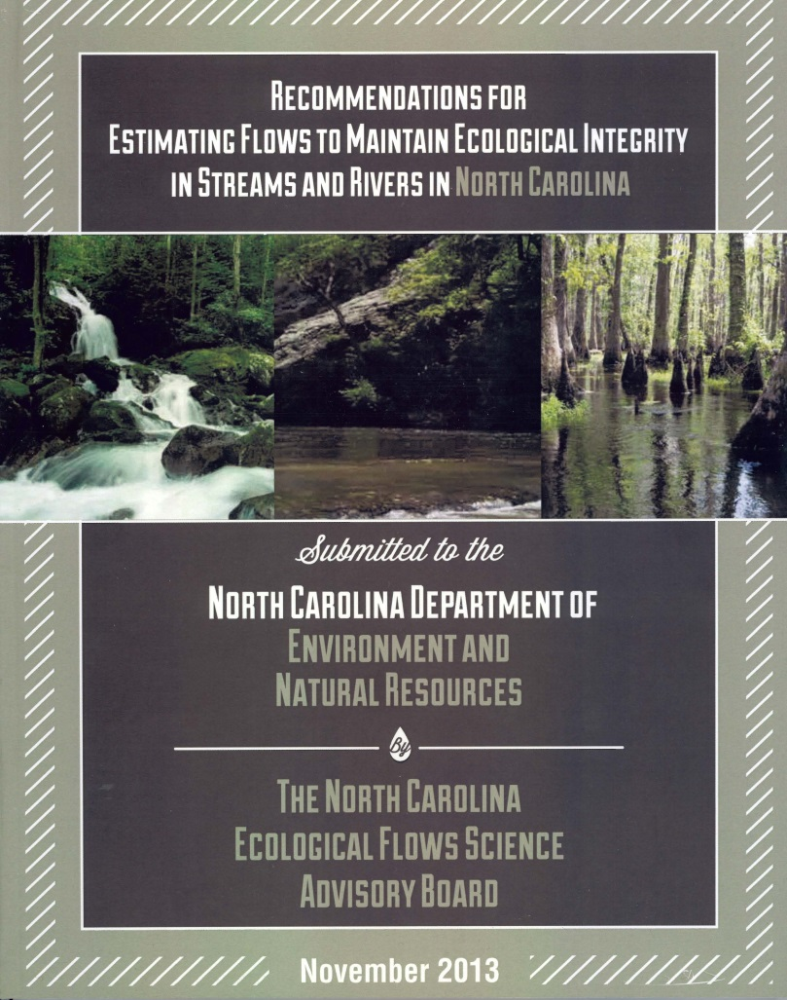 Recommendations for
Estimating Flows to Maintain Ecological Integrity
in Streams and Rivers in North Carolina
Submitted to the
North Carolina Department of
Environment and
Natural Resources
By
The North Carolina
Ecological Flows Science
Advisory Board
November 2013